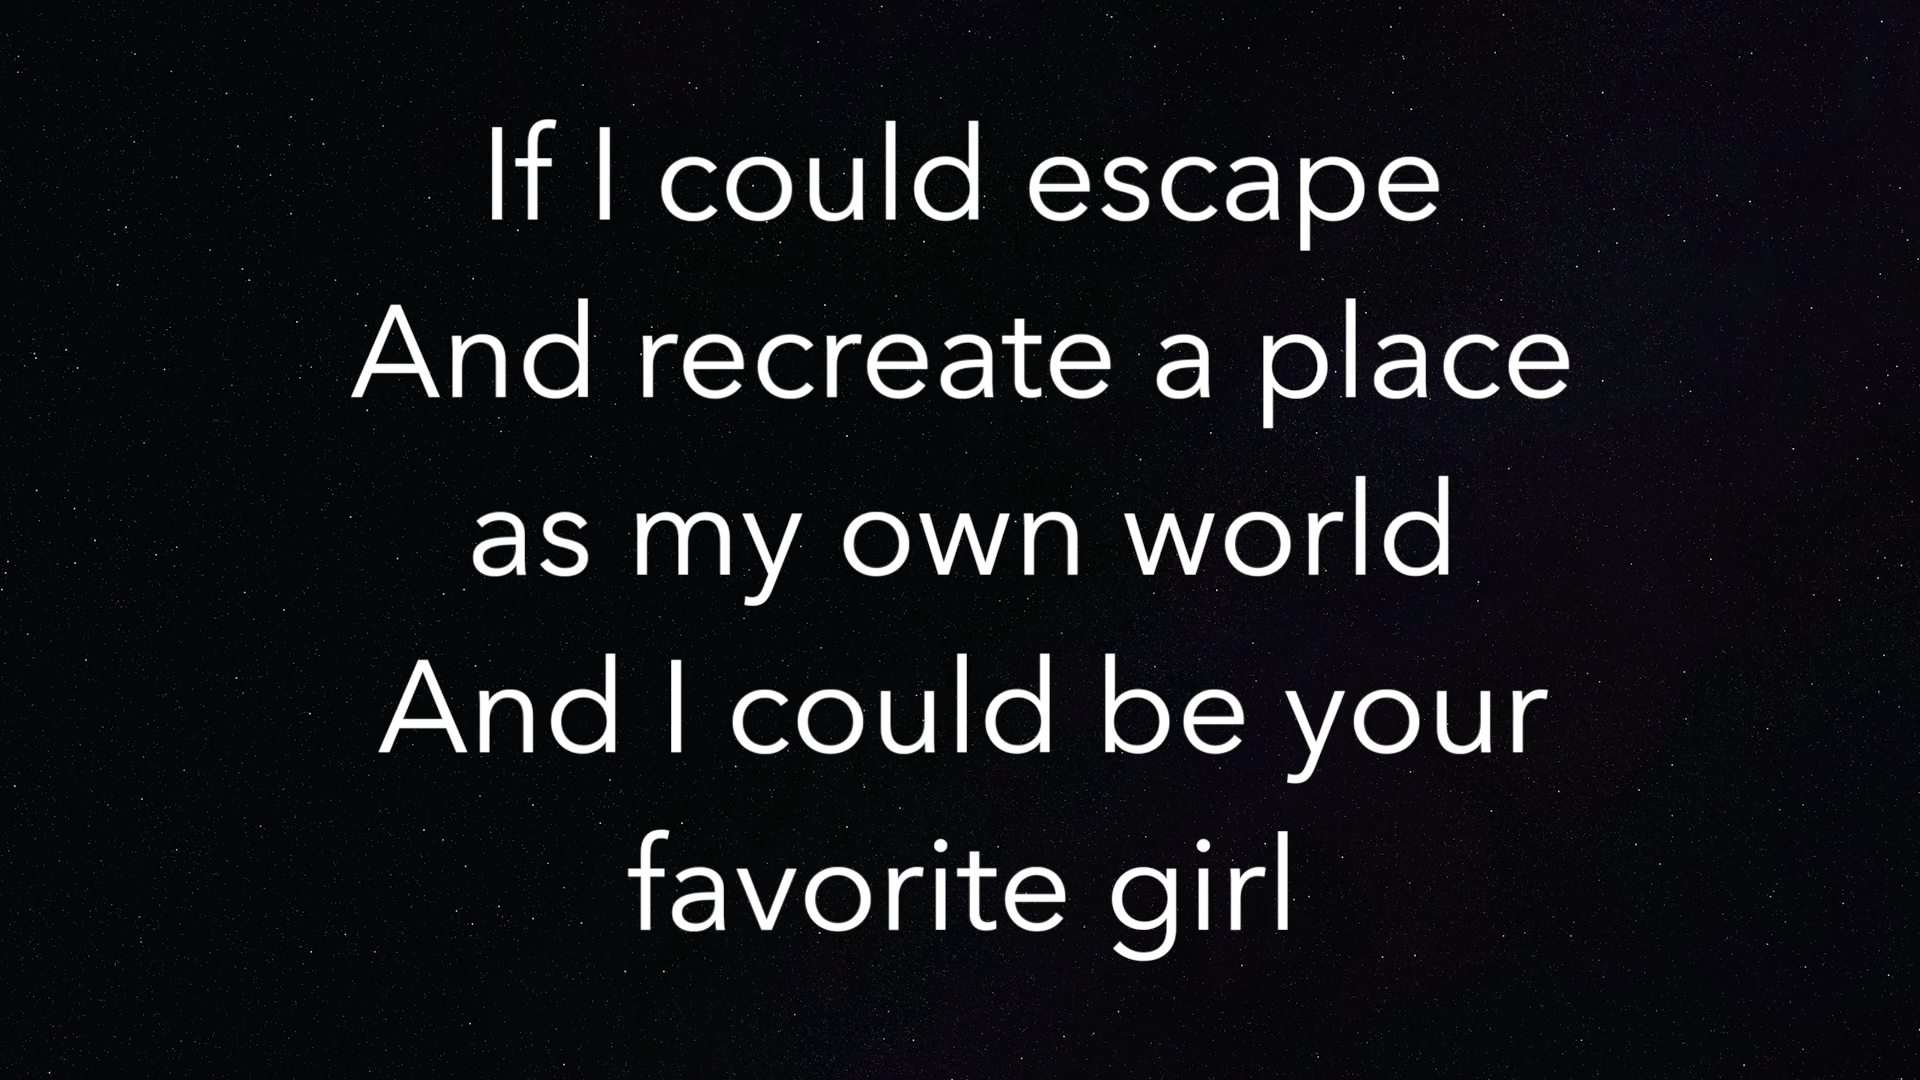 If I could escape
And recreate a place
as my own world
And I could be your
favorite girl